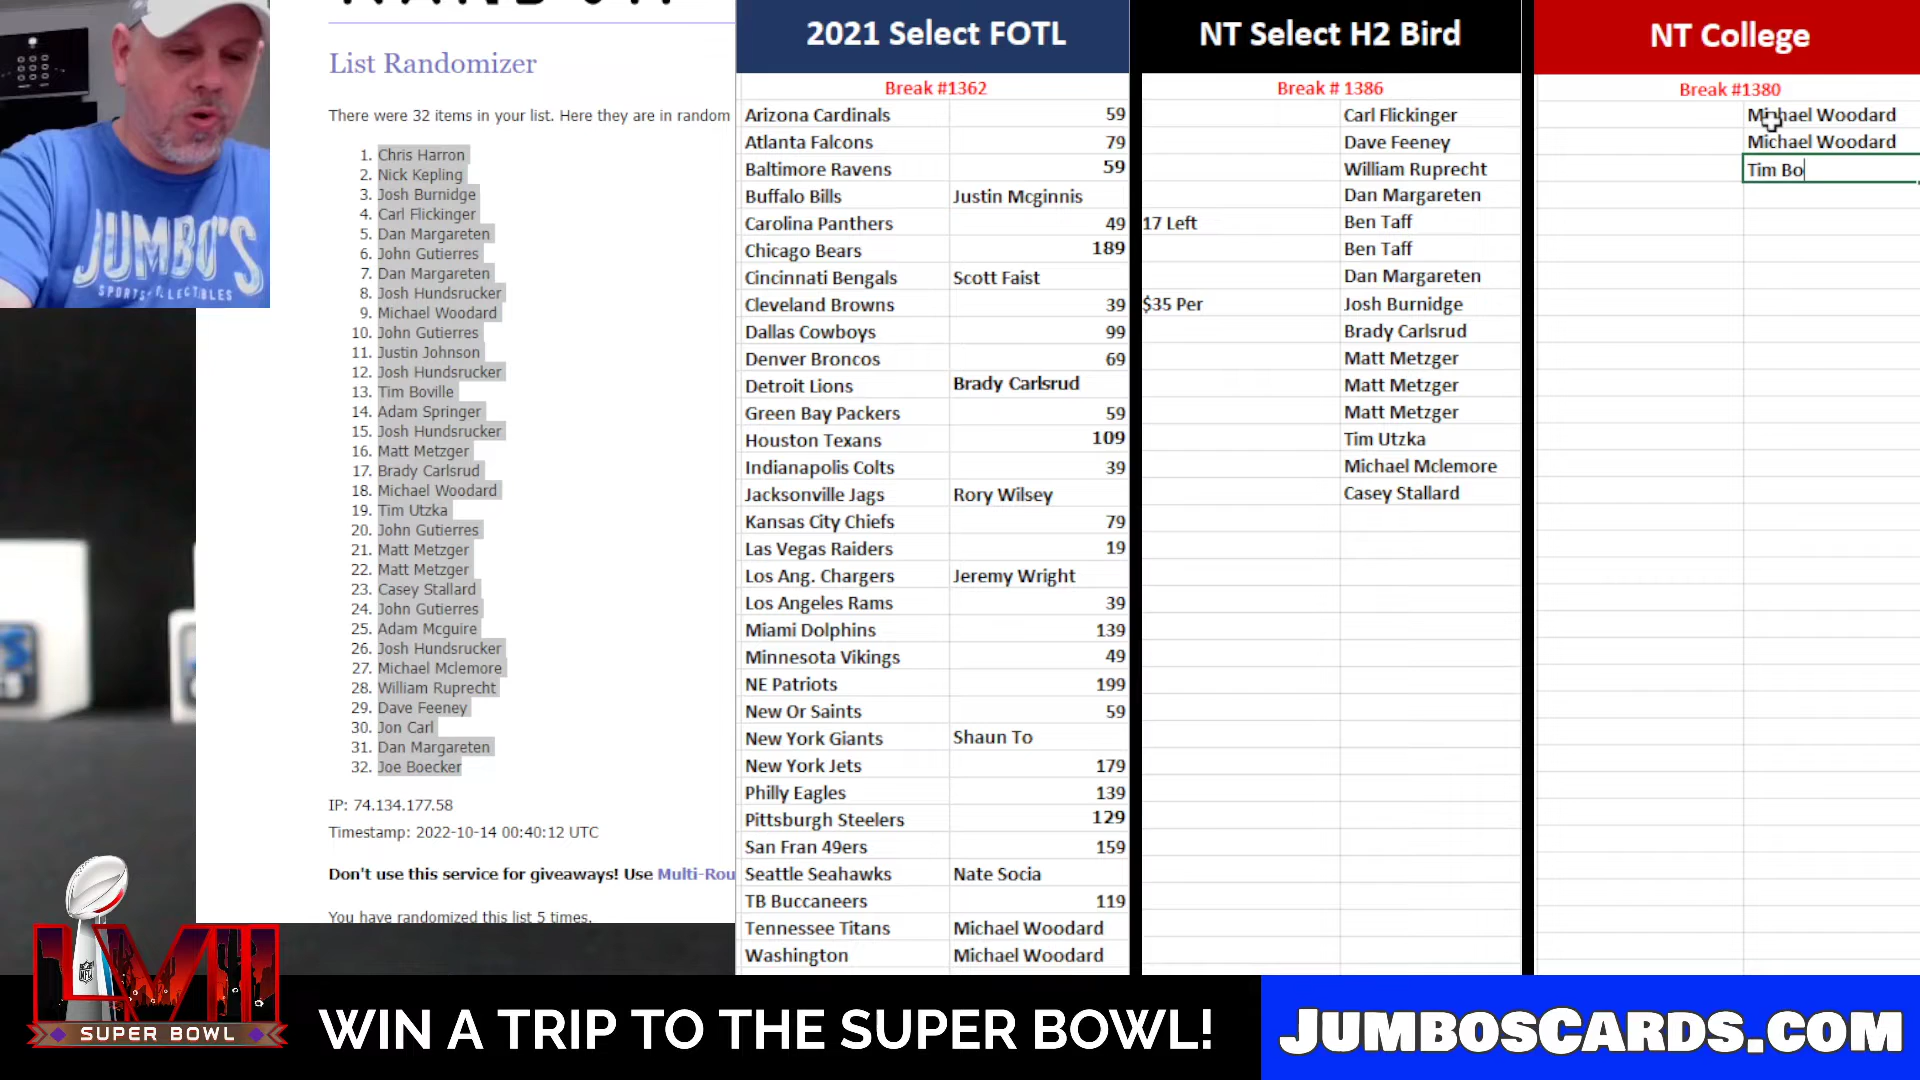 List Randomizer
There were 32 items in your list. Here they are in random
1. Chris Harron
2. Nick Kepling
3. Josh Burnidge
4. Carl Flickinger
5. Dan Margareten
6. John Gutierres
7. Dan Margareten
8. Josh Hundsrucker
9. Michael Woodard
10. John Gutierres
11. Justin Johnson
12. Josh Hundsrucker
13. Tim Boville
14. Adam Springer
15. Josh Hundsrucker
16. Matt Metzger
17. Brady Carlsrud
18. Michael Woodard
19. Tim Utzka
20. John Gutierres
21. Matt Metzger
22. Matt Metzger
23. Casey Stallard
24. John Gutierres
25. Adam Mcguire
26. Josh Hundsrucker
27. Michael Mclemore
28. William Ruprecht
29. Dave Feeney
30. Jon Carl
31. Dan Margareten
32. Joe Boecker
IP: 74.134.177.58
Timestamp: 2022-10-14 00:40:12 UTC
Don't use this service for giveaways! Use Multi-Rou
You have randomized this list 5 times.
JUMBO'S
2021 Select FOTL
Break #1362
Arizona Cardinals 59
Atlanta Falcons 79
Baltimore Ravens 59
Buffalo Bills Justin Mcginnis
Carolina Panthers 49
Chicago Bears 189
Cincinnati Bengals Scott Faist
Cleveland Browns 39
Dallas Cowboys 99
Denver Broncos 69
Detroit Lions Brady Carlsrud
Green Bay Packers 59
Houston Texans 109
Indianapolis Colts 39
Jacksonville Jags Rory Wilsey
Kansas City Chiefs 79
Las Vegas Raiders 19
Los Ang. Chargers Jeremy Wright
Los Angeles Rams 39
Miami Dolphins 139
Minnesota Vikings 49
NE Patriots 199
New Or Saints 59
New York Giants Shaun To
New York Jets 179
Philly Eagles 139
Pittsburgh Steelers 129
San Fran 49ers 159
Seattle Seahawks Nate Socia
TB Buccaneers 119
Tennessee Titans Michael Woodard
Washington Michael Woodard
NT Select H2 Bird
Break # 1386
Carl Flickinger
Dave Feeney
William Ruprecht
Dan Margareten
17 Left Ben Taff
Ben Taff
Dan Margareten
$35 Per Josh Burnidge
Brady Carlsrud
Matt Metzger
Matt Metzger
Matt Metzger
Tim Utzka
Michael Mclemore
Casey Stallard
NT College
Break #1380
Michael Woodard
Michael Woodard
Tim Bo
LVII
NFL
SUPER BOWL
WIN A TRIP TO THE SUPER BOWL!
JUMBOSCARDS.COM